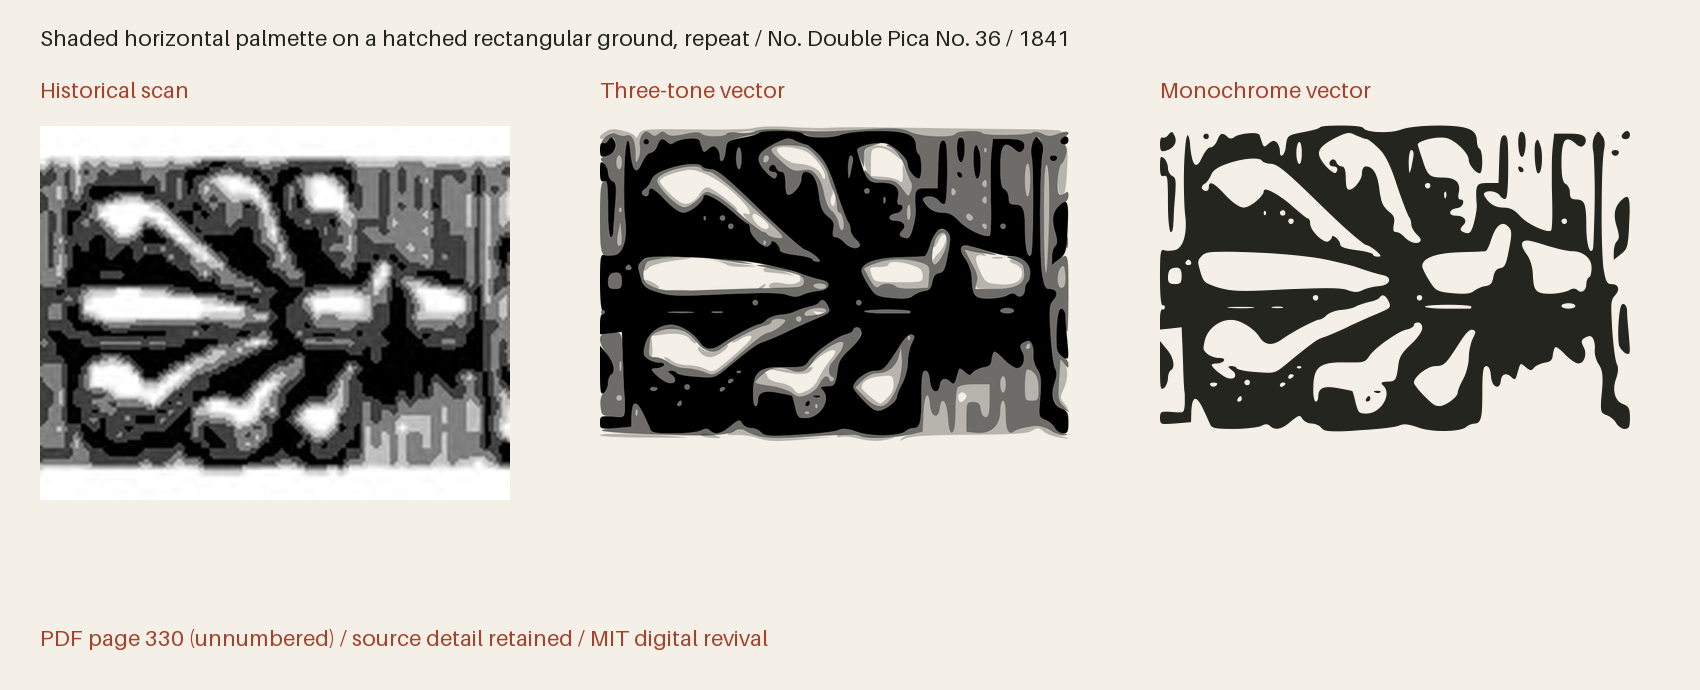 Shaded horizontal palmette on a hatched rectangular ground, repeat / No. Double Pica No. 36 / 1841
Historical scan
Three-tone vector
Monochrome vector
PDF page 330 (unnumbered) / source detail retained / MIT digital revival